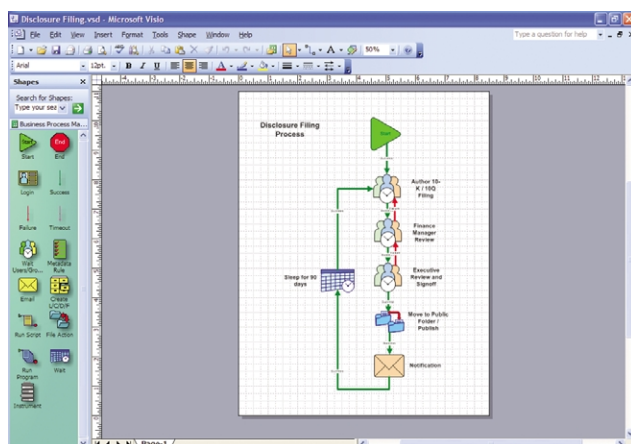 Disclosure Filing.vsd - Microsoft Visio
File Edit View Insert Format Tools Shape Window Help
Type a question for help
50%
Arial
12pt.
B I U
Shapes
Search for Shapes:
Type your sea
Business Process Ma...
Start
End
Start
End
Login
Success
Failure
Timeout
Wait Users/Gro...
Metadata Rule
Email
Create U/C/D/F
Run Script
File Action
Run Program
Wait
Instrument
Disclosure Filing
Process
Start
Author 10-
K / 10Q
Filing
Finance
Manager
Review
Sleep for 90
days
Executive
Review and
Signoff
Move to Public
Folder /
Publish
Notification
Page-1